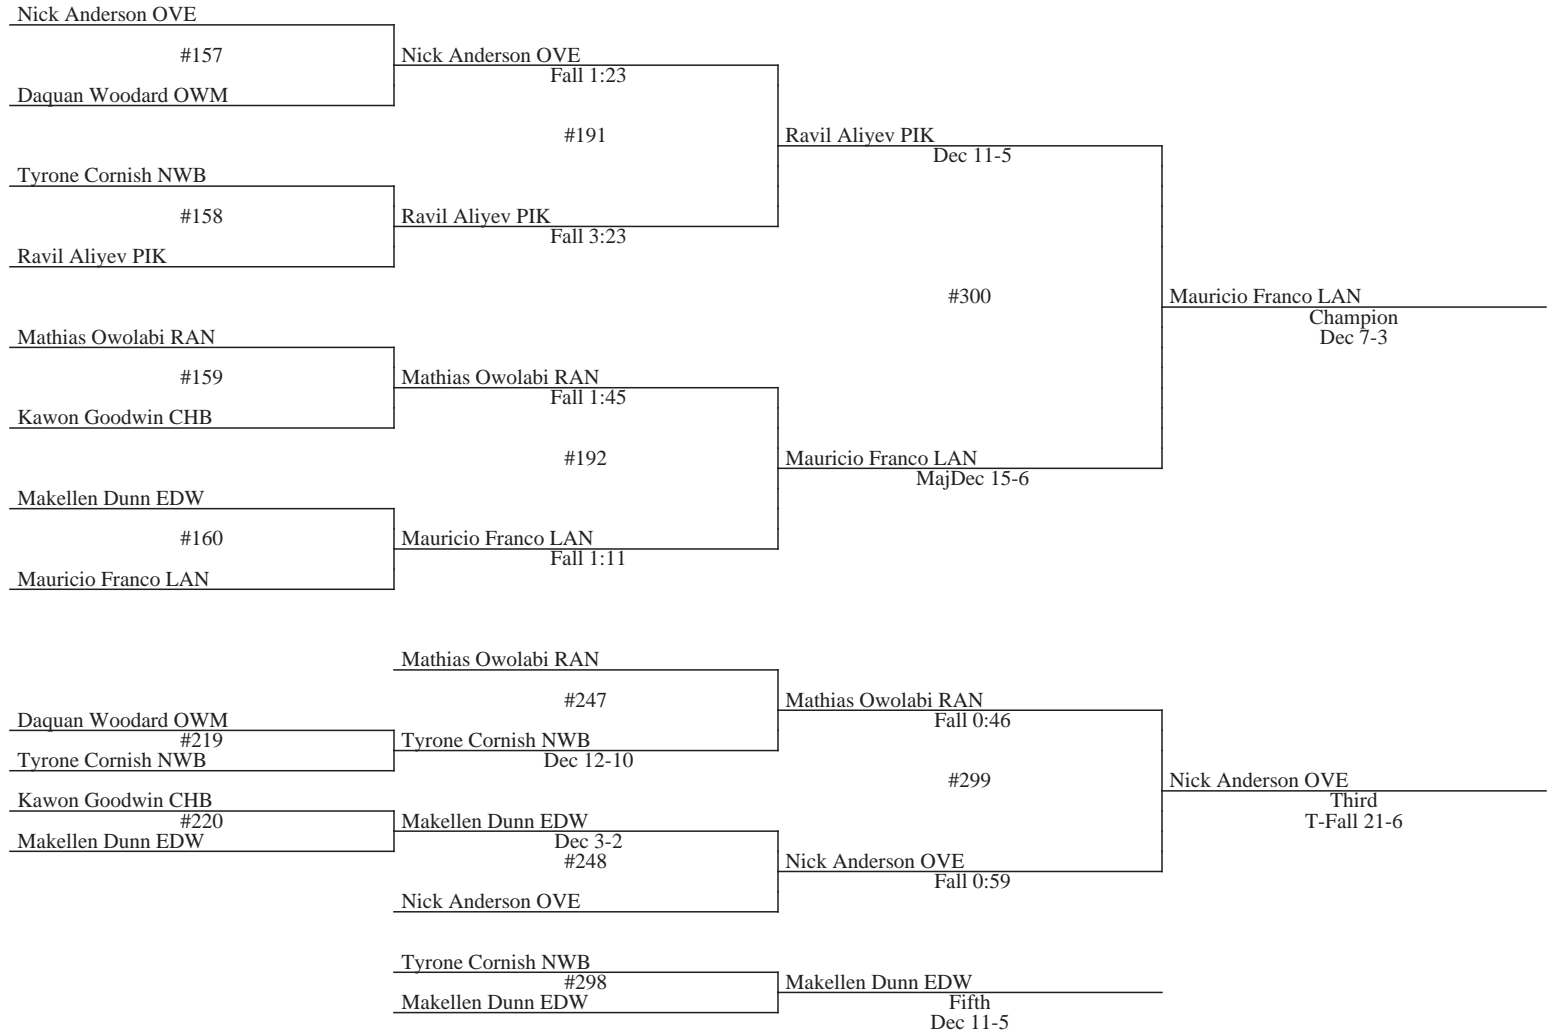 Nick Anderson OVE
#157
Nick Anderson OVE
Fall 1:23
Daquan Woodard OWM
#191
Ravil Aliyev PIK
Dec 11-5
Tyrone Cornish NWB
#158
Ravil Aliyev PIK
Fall 3:23
Ravil Aliyev PIK
#300
Mauricio Franco LAN
Champion
Dec 7-3
Mathias Owolabi RAN
#159
Mathias Owolabi RAN
Fall 1:45
Kawon Goodwin CHB
#192
Mauricio Franco LAN
MajDec 15-6
Makellen Dunn EDW
#160
Mauricio Franco LAN
Fall 1:11
Mauricio Franco LAN
Mathias Owolabi RAN
#247
Mathias Owolabi RAN
Fall 0:46
Daquan Woodard OWM
#219
Tyrone Cornish NWB
Dec 12-10
Tyrone Cornish NWB
#299
Nick Anderson OVE
Third
T-Fall 21-6
Kawon Goodwin CHB
#220
Makellen Dunn EDW
Dec 3-2
Makellen Dunn EDW
#248
Nick Anderson OVE
Fall 0:59
Nick Anderson OVE
Tyrone Cornish NWB
#298
Makellen Dunn EDW
Fifth
Dec 11-5
Makellen Dunn EDW